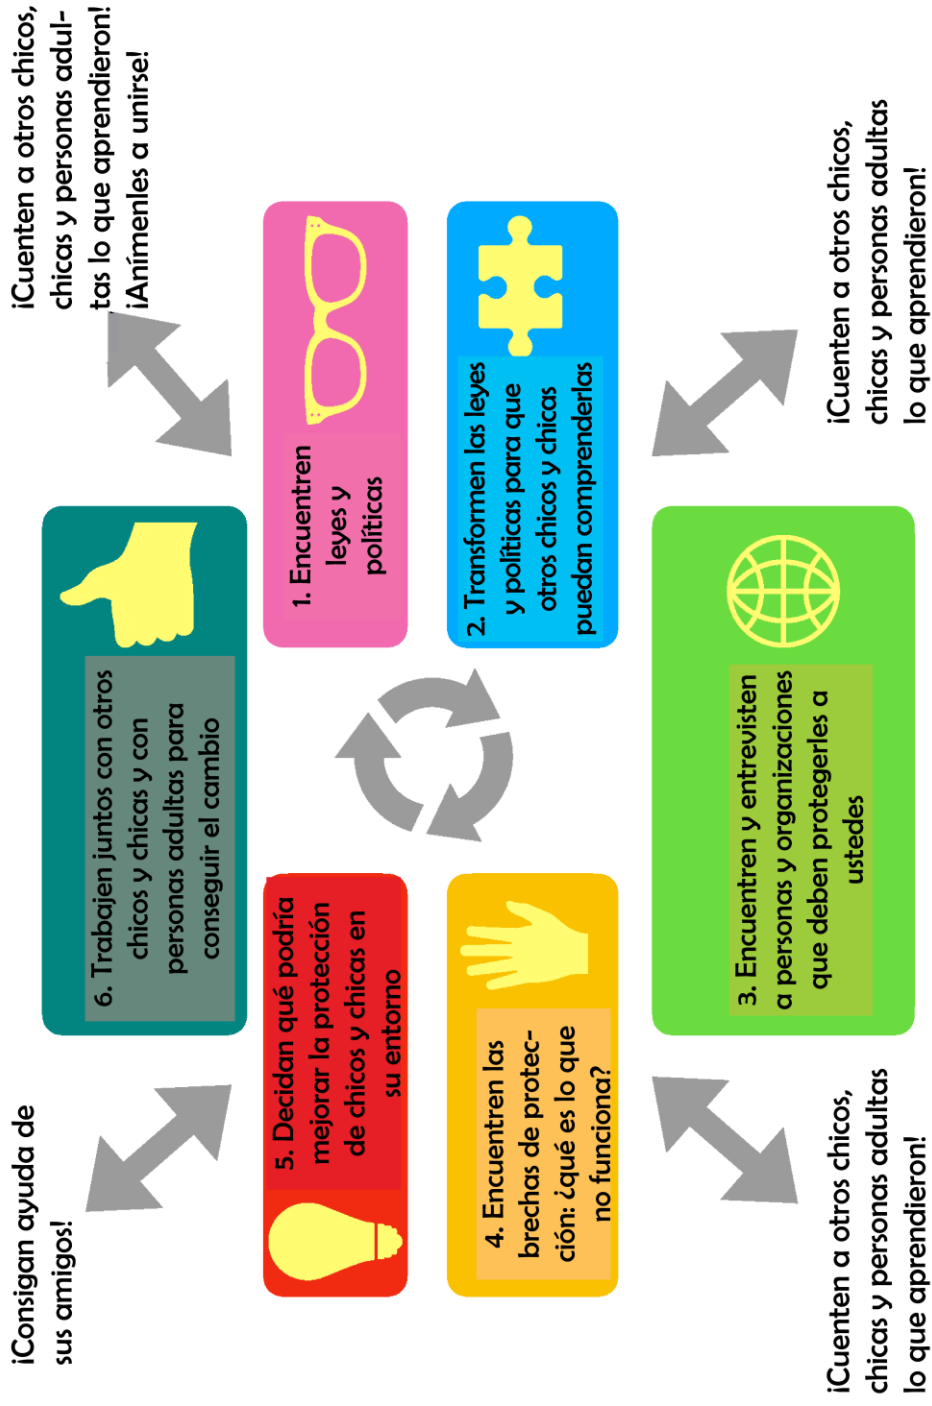 ¡Consigan ayuda de
sus amigos!
6. Trabajen juntos con otros
chicos y chicas y con
personas adultas para
conseguir el cambio
¡Cuenten a otros chicos,
chicas y personas adul-
tas lo que aprendieron!
¡Anímenles a unirse!
5. Decidan qué podría
mejorar la protección
de chicos y chicas en
su entorno
1. Encuentren
leyes y
políticas
4. Encuentren las
brechas de protec-
ción: ¿qué es lo que
no funciona?
2. Transformen las leyes
y políticas para que
otros chicos y chicas
puedan comprenderlas
¡Cuenten a otros chicos,
chicas y personas adultas
lo que aprendieron!
3. Encuentren y entrevisten
a personas y organizaciones
que deben protegerles a
ustedes
¡Cuenten a otros chicos,
chicas y personas adultas
lo que aprendieron!